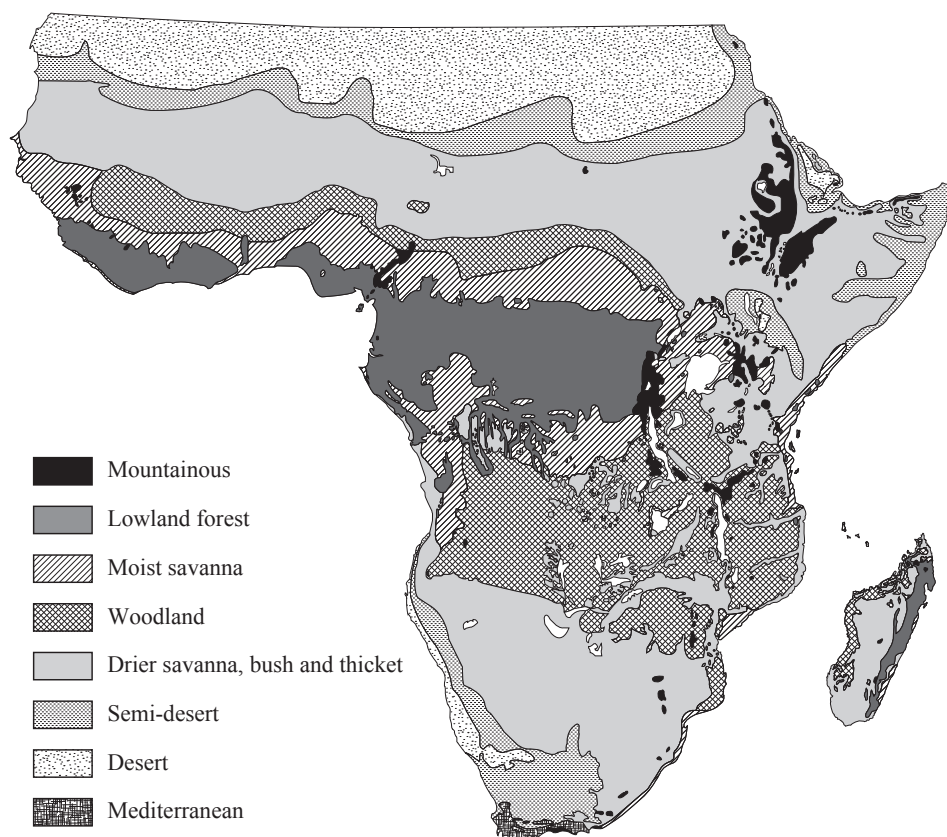 Mountainous
Lowland forest
Moist savanna
Woodland
Drier savanna, bush and thicket
Semi-desert
Desert
Mediterranean